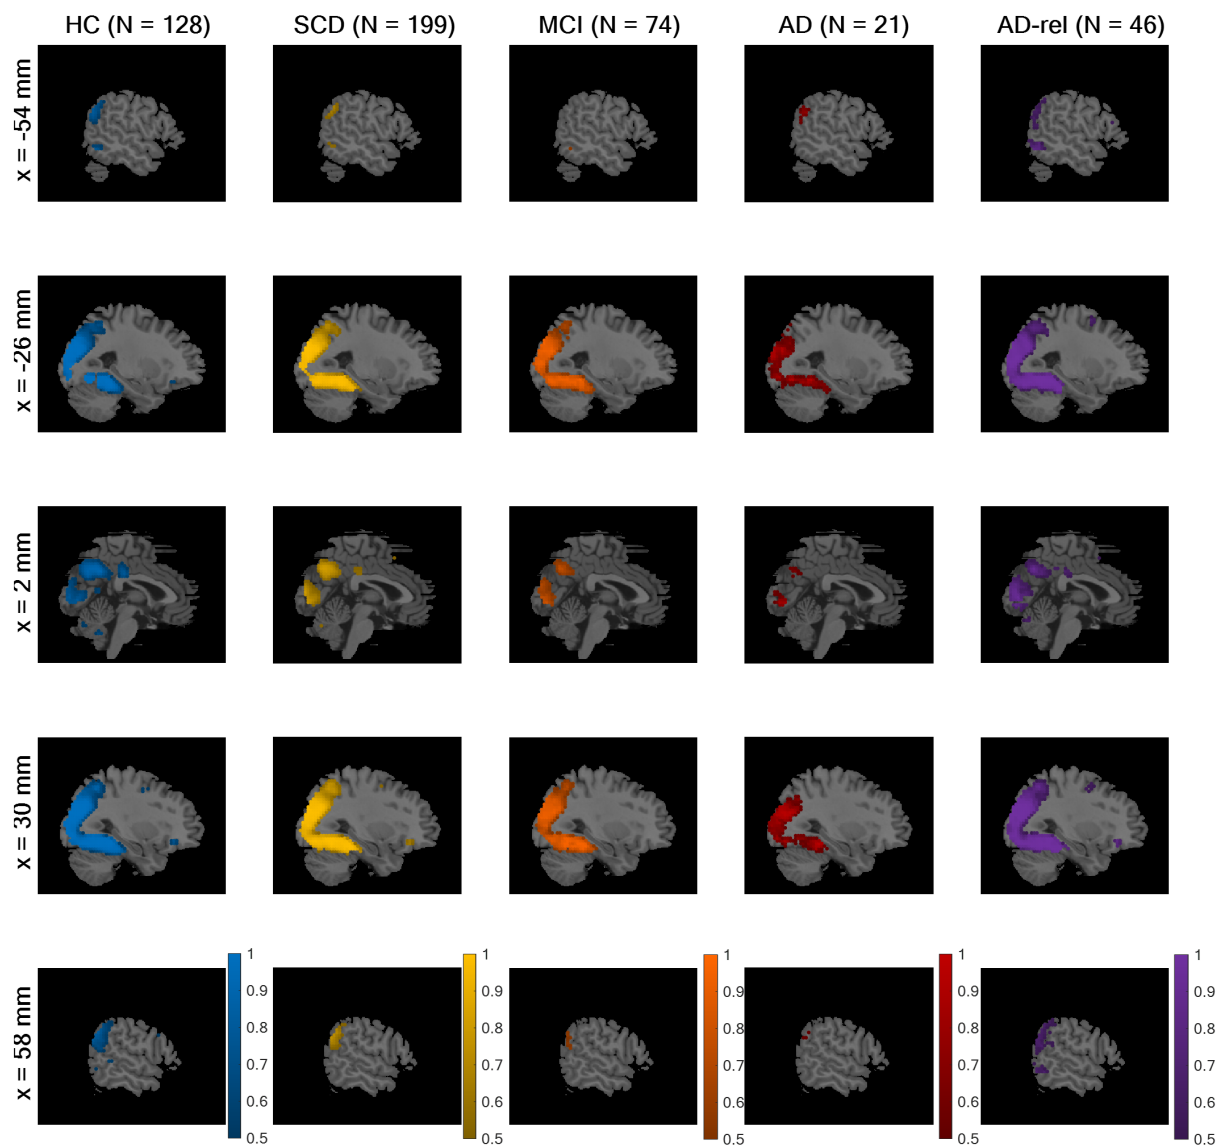 HC (N = 128) SCD (N = 199) MCI (N = 74) AD (N = 21) AD-rel (N = 46)
x = -54 mm
x = -26 mm
x = 2 mm
x = 30 mm
x = 58 mm
1 1 1 1 1
0.9 0.9 0.9 0.9 0.9
0.8 0.8 0.8 0.8 0.8
0.7 0.7 0.7 0.7 0.7
0.6 0.6 0.6 0.6 0.6
0.5 0.5 0.5 0.5 0.5